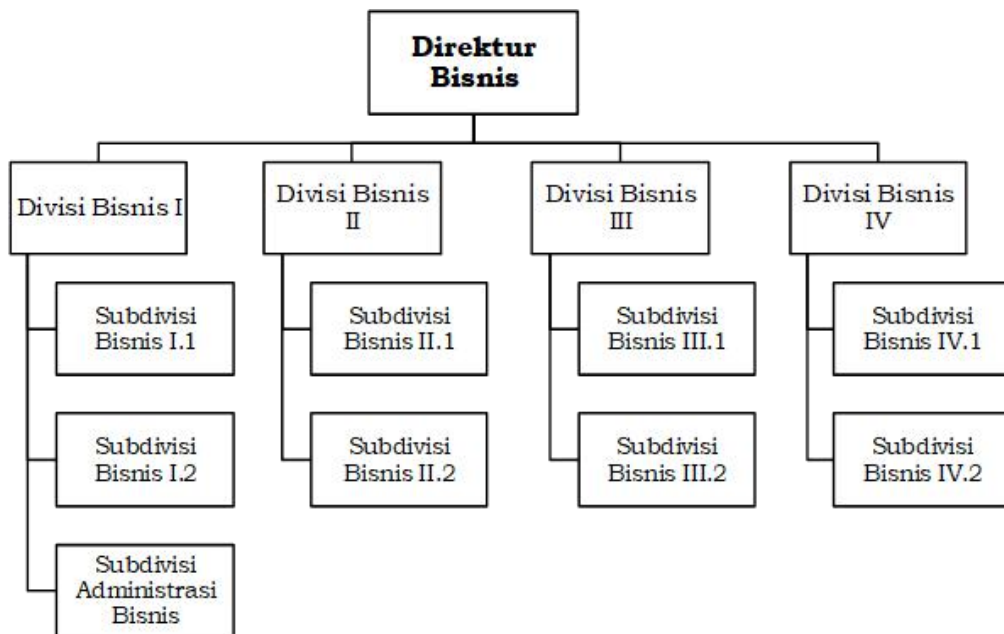 Direktur
Bisnis
Divisi Bisnis I
Divisi Bisnis
II
Divisi Bisnis
III
Divisi Bisnis
IV
Subdivisi
Bisnis I.1
Subdivisi
Bisnis II.1
Subdivisi
Bisnis III.1
Subdivisi
Bisnis IV.1
Subdivisi
Bisnis I.2
Subdivisi
Bisnis II.2
Subdivisi
Bisnis III.2
Subdivisi
Bisnis IV.2
Subdivisi
Administrasi
Bisnis